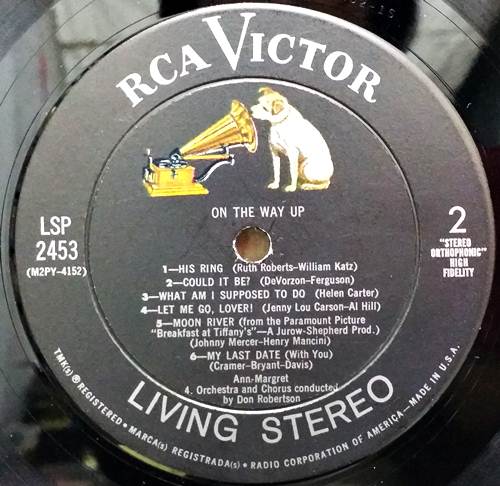 RCA VICTOR
ON THE WAY UP
LSP
2453
(M2PY-4152)
2
"STEREO
ORTHOPHONIC"
HIGH
FIDELITY
1—HIS RING (Ruth Roberts-William Katz)
2—COULD IT BE? (DeVorzon-Ferguson)
3—WHAT AM I SUPPOSED TO DO (Helen Carter)
4—LET ME GO, LOVER! (Jenny Lou Carson-Al Hill)
5—MOON RIVER (from the Paramount Picture
"Breakfast at Tiffany's"—A Jurow-Shepherd Prod.)
(Johnny Mercer-Henry Mancini)
6—MY LAST DATE (With You)
(Cramer-Bryant-Davis)
Ann-Margret
4. Orchestra and Chorus conducted
by Don Robertson
LIVING STEREO
TMK(s) ® REGISTERED • MARCA(s) REGISTRADA(s) • RADIO CORPORATION OF AMERICA—MADE IN U.S.A.